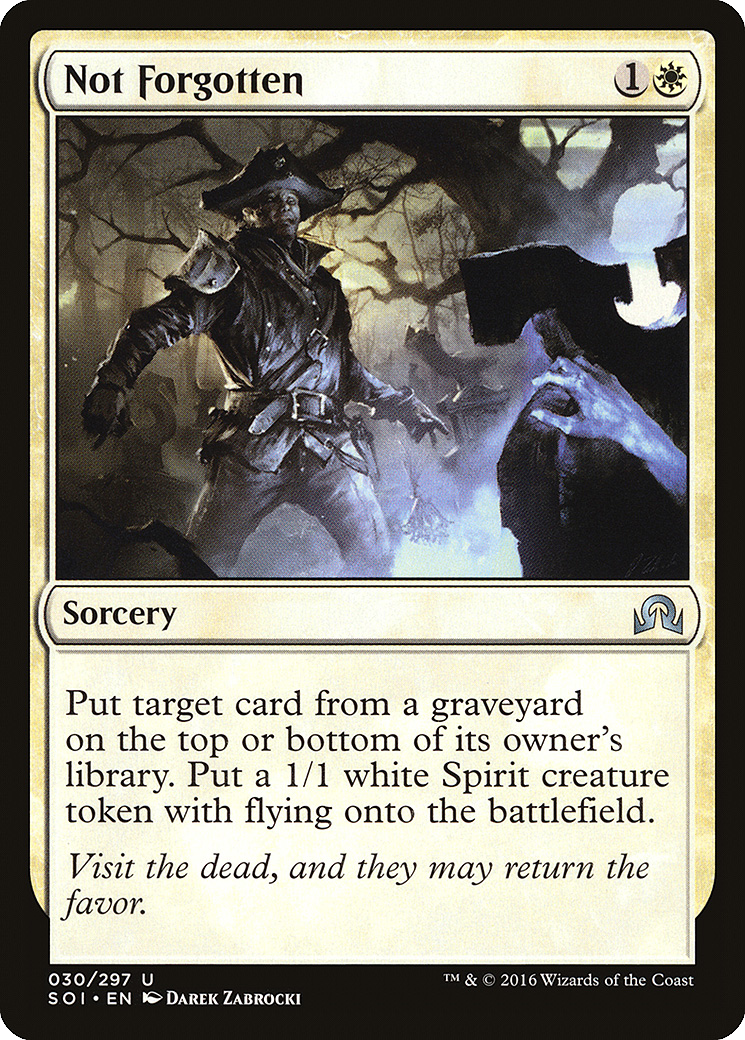 Not Forgotten
1
Sorcery
Put target card from a graveyard
on the top or bottom of its owner's
library. Put a 1/1 white Spirit creature
token with flying onto the battlefield.
Visit the dead, and they may return the
favor.
030/297 U
SOI • EN DAREK ZABROCKI
™ & © 2016 Wizards of the Coast